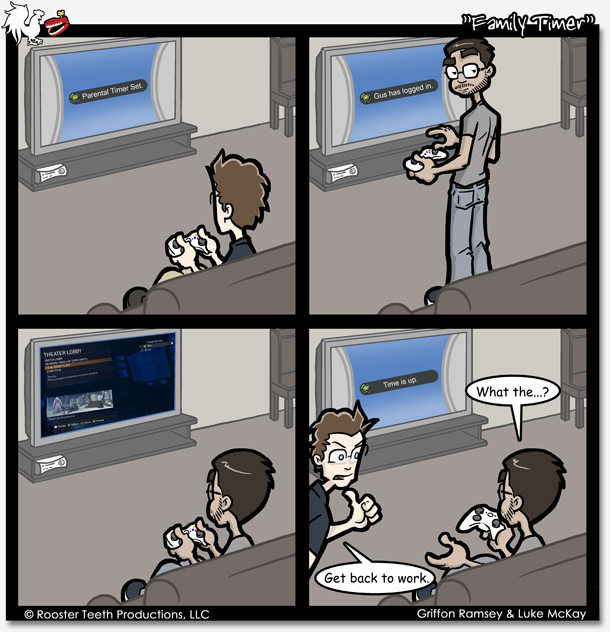 "Family Timer"
Parental Timer Set.
Gus has logged in.
THEATER LOBBY
Time is up.
What the...?
Get back to work.
© Rooster Teeth Productions, LLC
Griffon Ramsey & Luke McKay